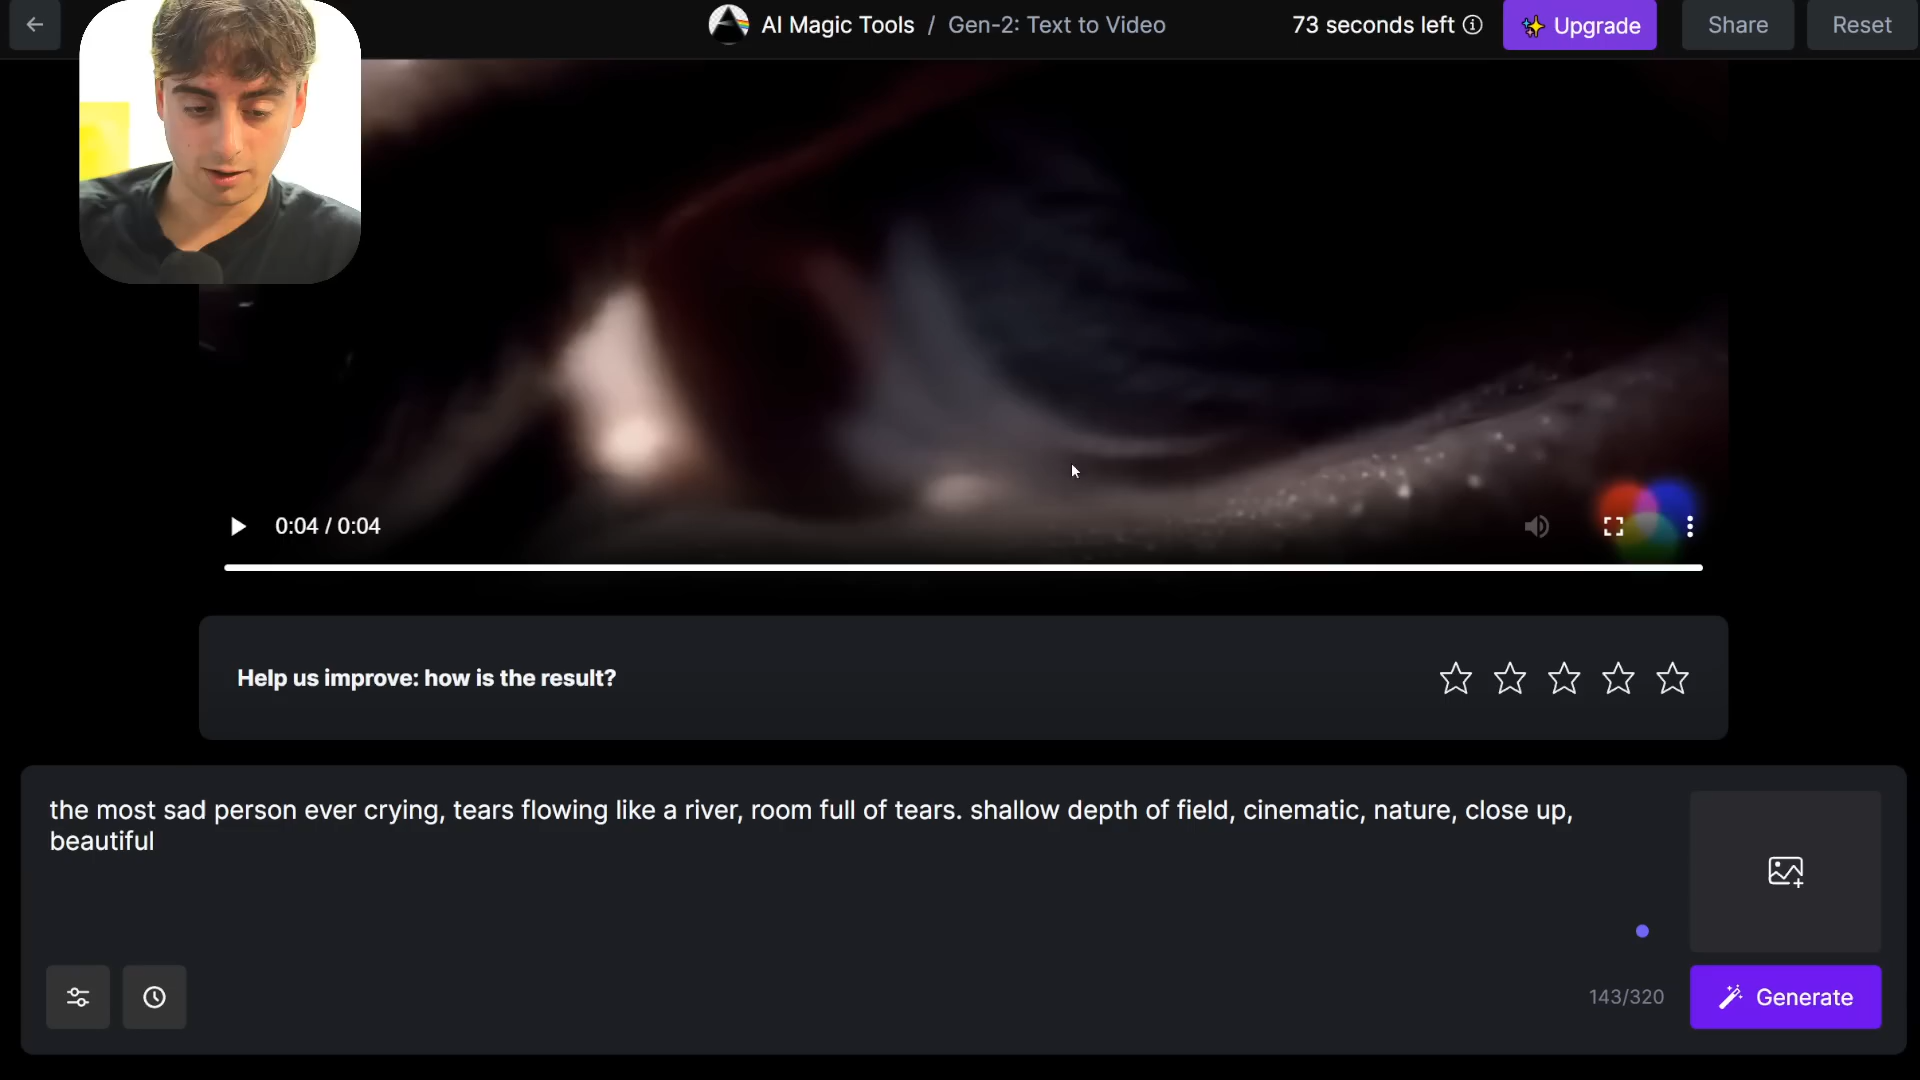 AI Magic Tools / Gen-2: Text to Video
73 seconds left
Upgrade
Share
Reset
0:04 / 0:04
Help us improve: how is the result?
the most sad person ever crying, tears flowing like a river, room full of tears. shallow depth of field, cinematic, nature, close up,
beautiful
143/320
Generate